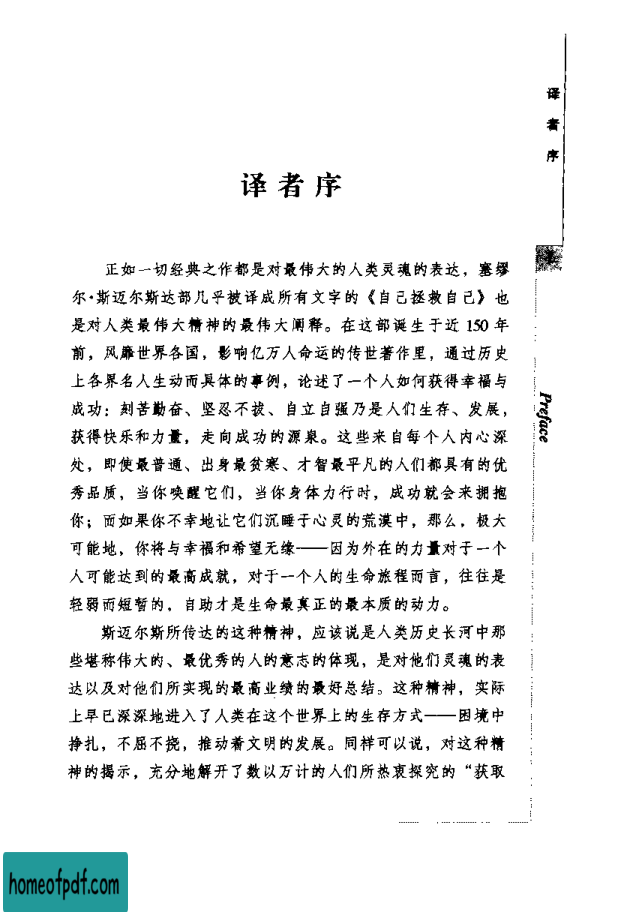 译者序
译者序
正如一切经典之作都是对最伟大的人类灵魂的表达，塞缪
尔·斯迈尔斯这部几乎被译成所有文字的《自己拯救自己》也
是对人类最伟大精神的最伟大阐释。在这部诞生于近 150 年
前，风靡世界各国，影响亿万人命运的传世著作里，通过历史
上各界名人生动而具体的事例，论述了一个人如何获得幸福与
成功：刻苦勤奋、坚忍不拔、自立自强乃是人们生存、发展，
获得快乐和力量，走向成功的源泉。这些来自每个人内心深
处，即使最普通、出身最贫寒、才智最平凡的人们都具有的优
秀品质，当你唤醒它们，当你身体力行时，成功就会来拥抱
你；而如果你不幸地让它们沉睡于心灵的荒漠中，那么，极大
可能地，你将与幸福和希望无缘——因为外在的力量对于一个
人可能达到的最高成就，对于一个人的生命旅程而言，往往是
轻弱而短暂的，自助才是生命最真正的最本质的动力。
斯迈尔斯所传达的这种精神，应该说是人类历史长河中那
些堪称伟大的、最优秀的人的意志的体现，是对他们灵魂的表
达以及对他们所实现的最高业绩的最好总结。这种精神，实际
上早已深深地进入了人类在这个世界上的生存方式——困境中
挣扎，不屈不挠，推动着文明的发展。同样可以说，对这种精
神的揭示，充分地解开了数以万计的人们所热衷探究的“获取
Preface
homeofpdf.com